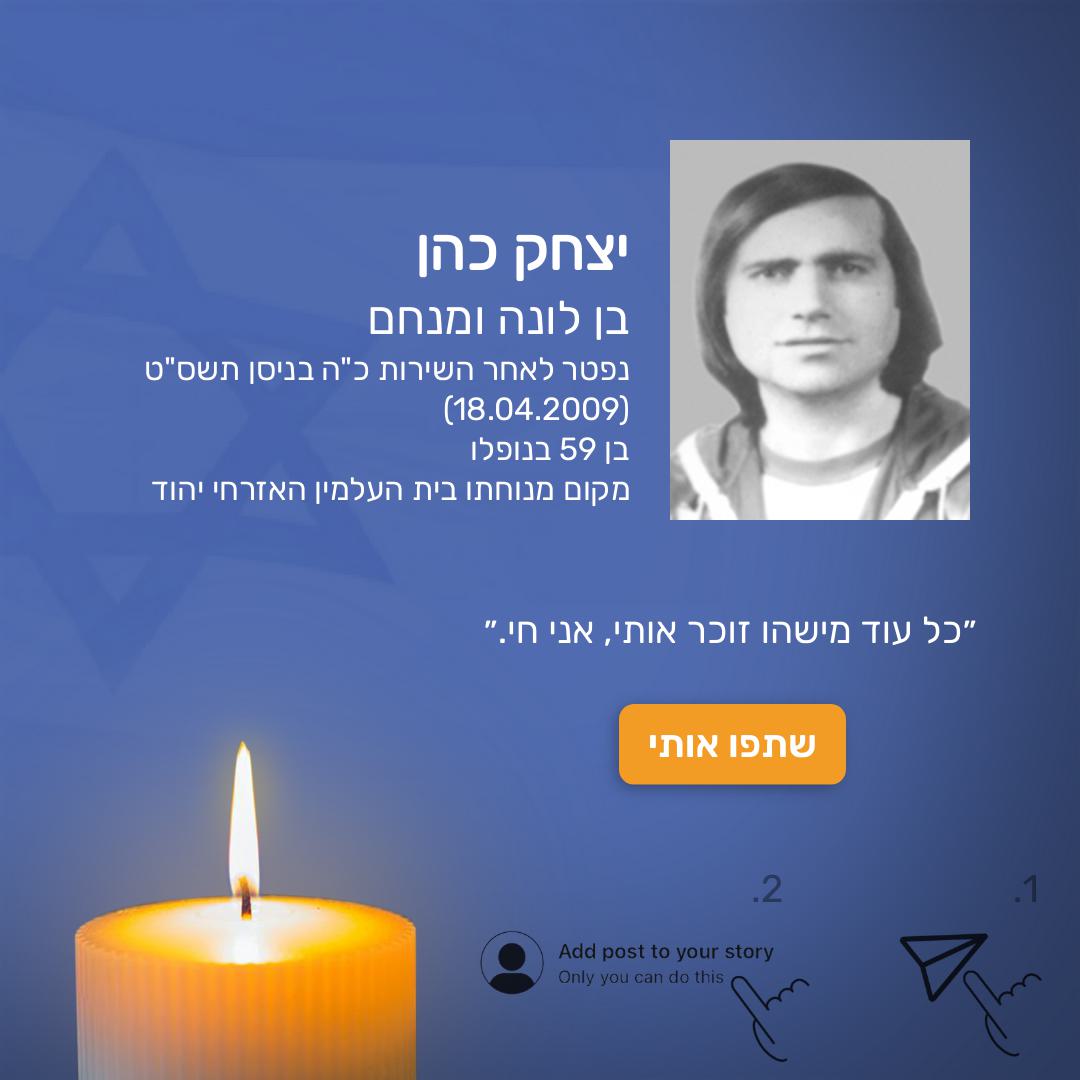 יצחק כהן
בן לונה ומנחם
נפטר לאחר השירות כ"ה בניסן תשס"ט
(18.04.2009)
בן 59 בנופלו
מקום מנוחתו בית העלמין האזרחי יהוד
״כל עוד מישהו זוכר אותי, אני חי.״
שתפו אותי
1.
2.
Add post to your story
Only you can do this